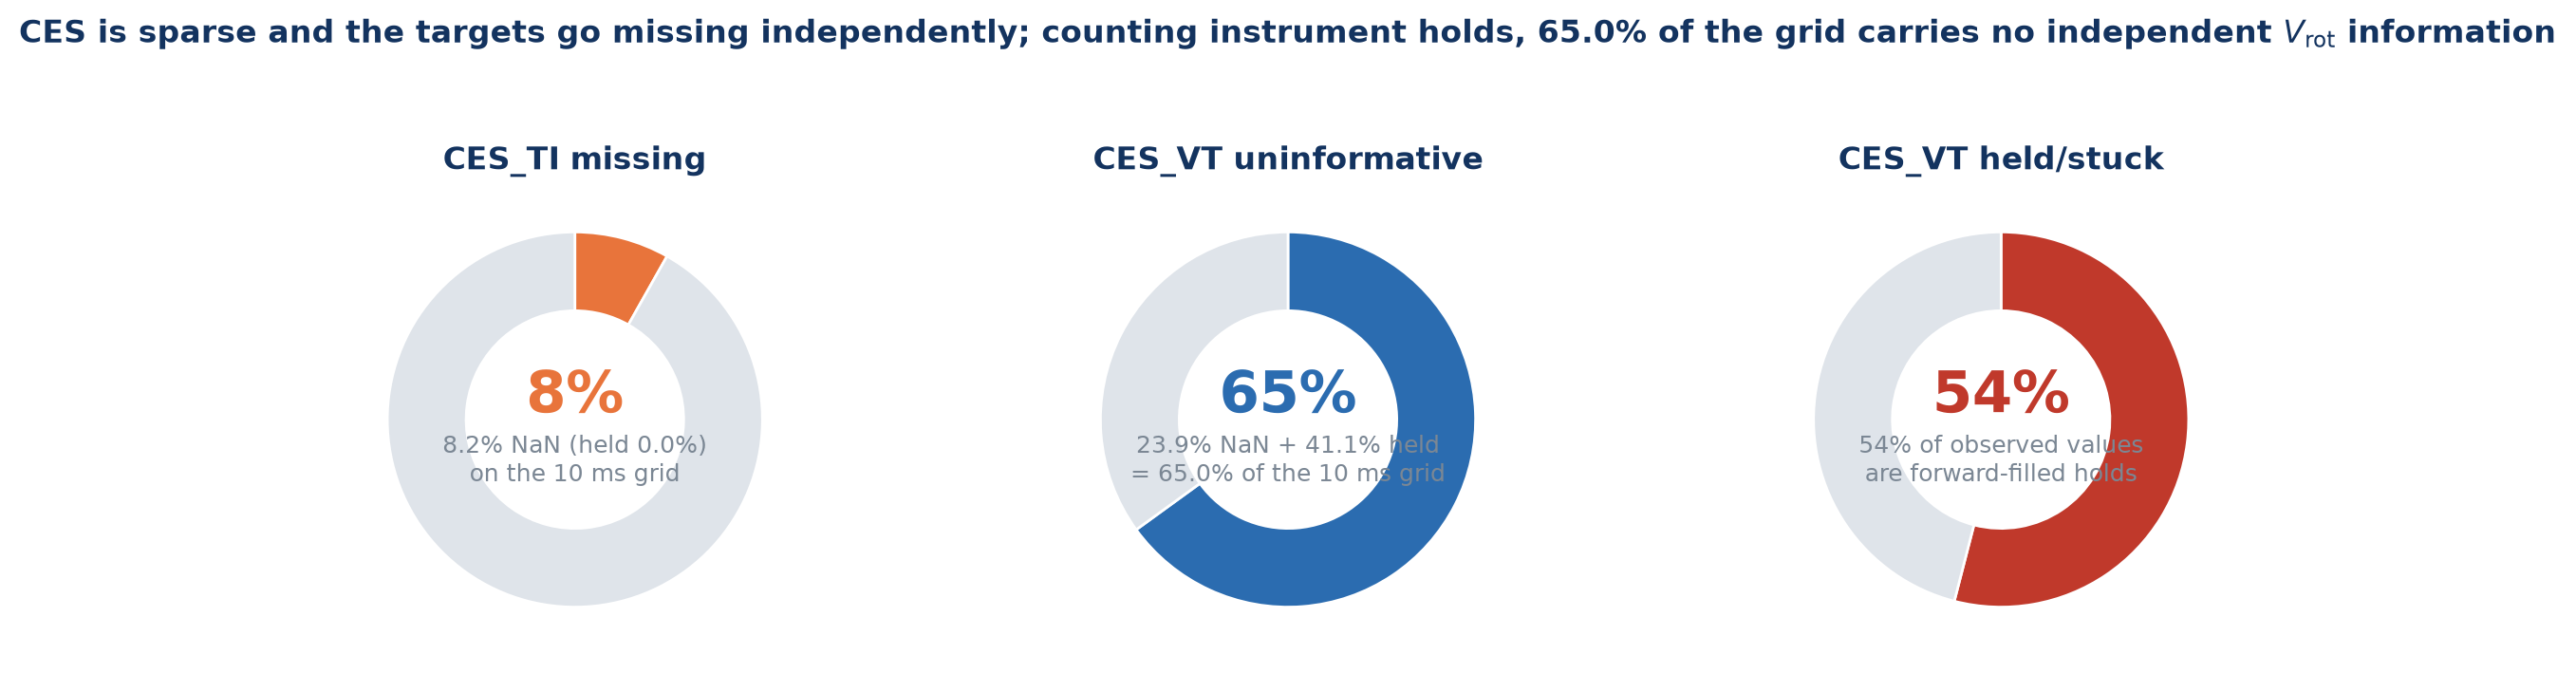 CES is sparse and the targets go missing independently; counting instrument holds, 65.0% of the grid carries no independent V_rot information
CES_TI missing
8%
8.2% NaN (held 0.0%)
on the 10 ms grid
CES_VT uninformative
65%
23.9% NaN + 41.1% held
= 65.0% of the 10 ms grid
CES_VT held/stuck
54%
54% of observed values
are forward-filled holds